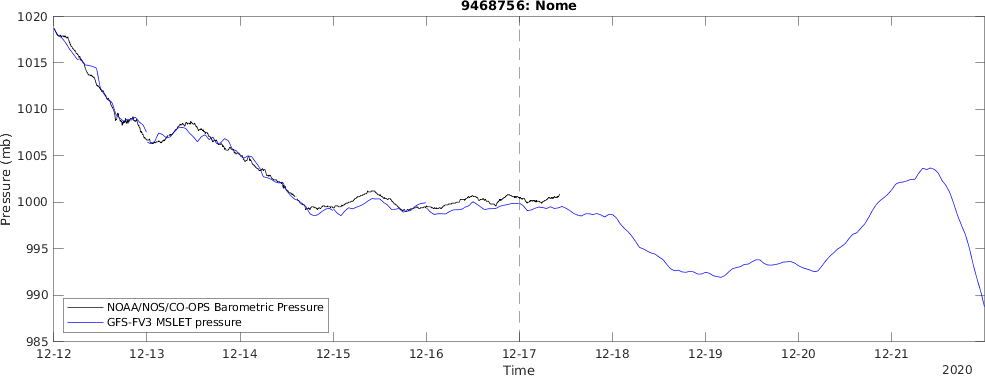 9468756: Nome
1020
1015
1010
1005
1000
995
990
985
Pressure (mb)
NOAA/NOS/CO-OPS Barometric Pressure
GFS-FV3 MSLET pressure
12-12 12-13 12-14 12-15 12-16 12-17 12-18 12-19 12-20 12-21
Time
2020